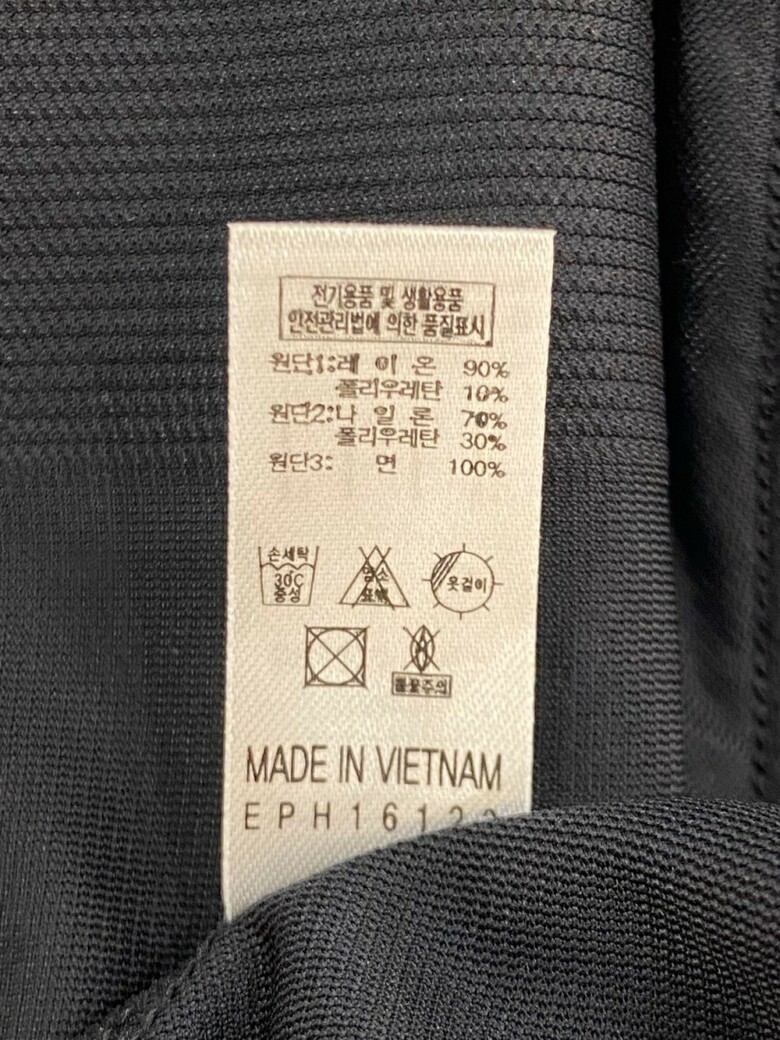 전기용품 및 생활용품
안전관리법에 의한 품질표시
원단1:레 이 온 90%
폴리우레탄 10%
원단2:나 일 론 70%
폴리우레탄 30%
원단3: 면 100%
손세탁
30C
중성
염소
표백
옷걸이
불꽃주의
MADE IN VIETNAM
EPH1612